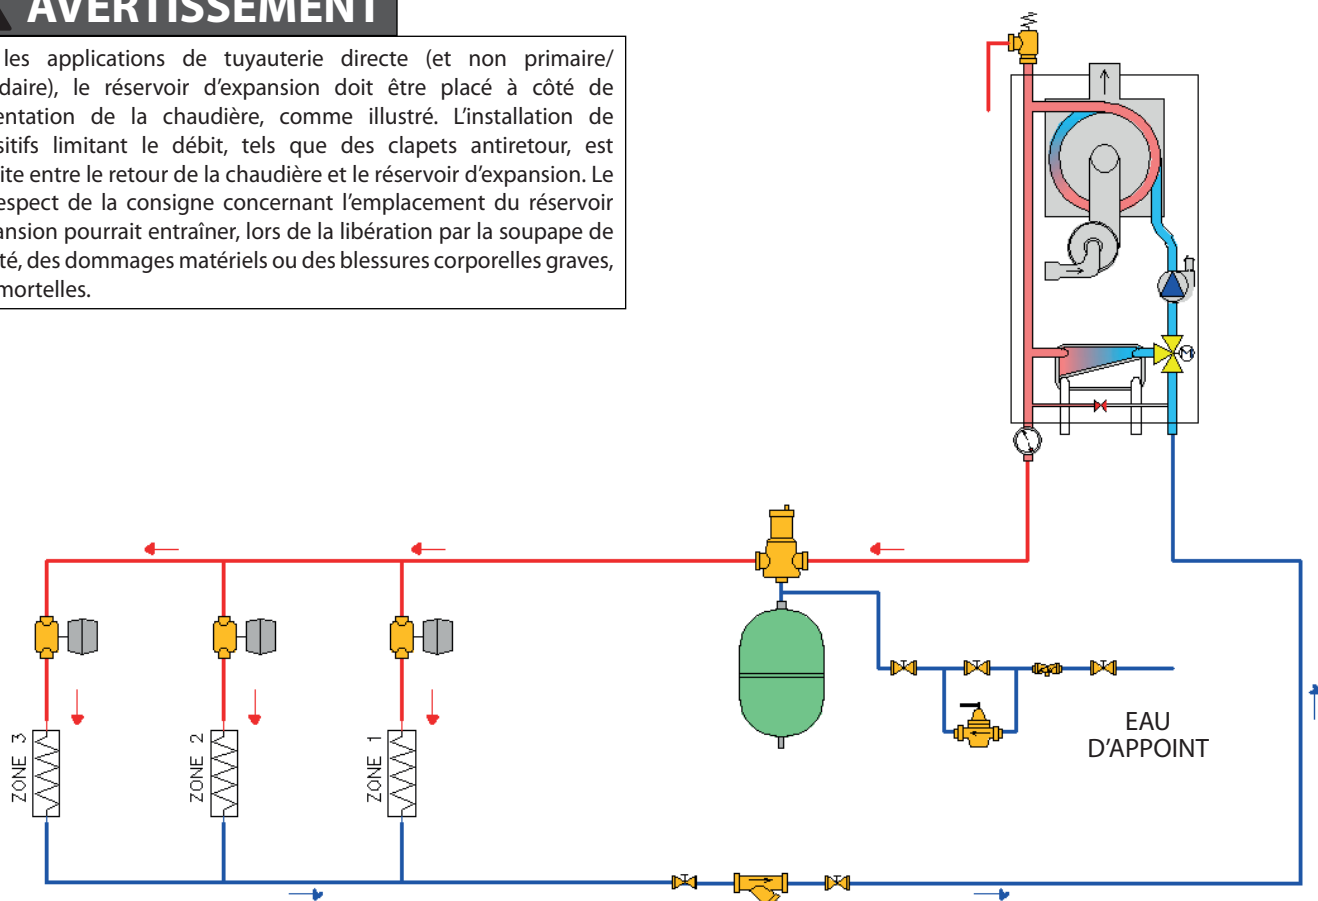 AVERTISSEMENT
les applications de tuyauterie directe (et non primaire/
daire), le réservoir d’expansion doit être placé à côté de
entation de la chaudière, comme illustré. L’installation de
sitifs limitant le débit, tels que des clapets antiretour, est
ite entre le retour de la chaudière et le réservoir d’expansion. Le
espect de la consigne concernant l’emplacement du réservoir
ansion pourrait entraîner, lors de la libération par la soupape de
té, des dommages matériels ou des blessures corporelles graves,
mortelles.
M
EAU
D’APPOINT
ZONE 3
ZONE 2
ZONE 1